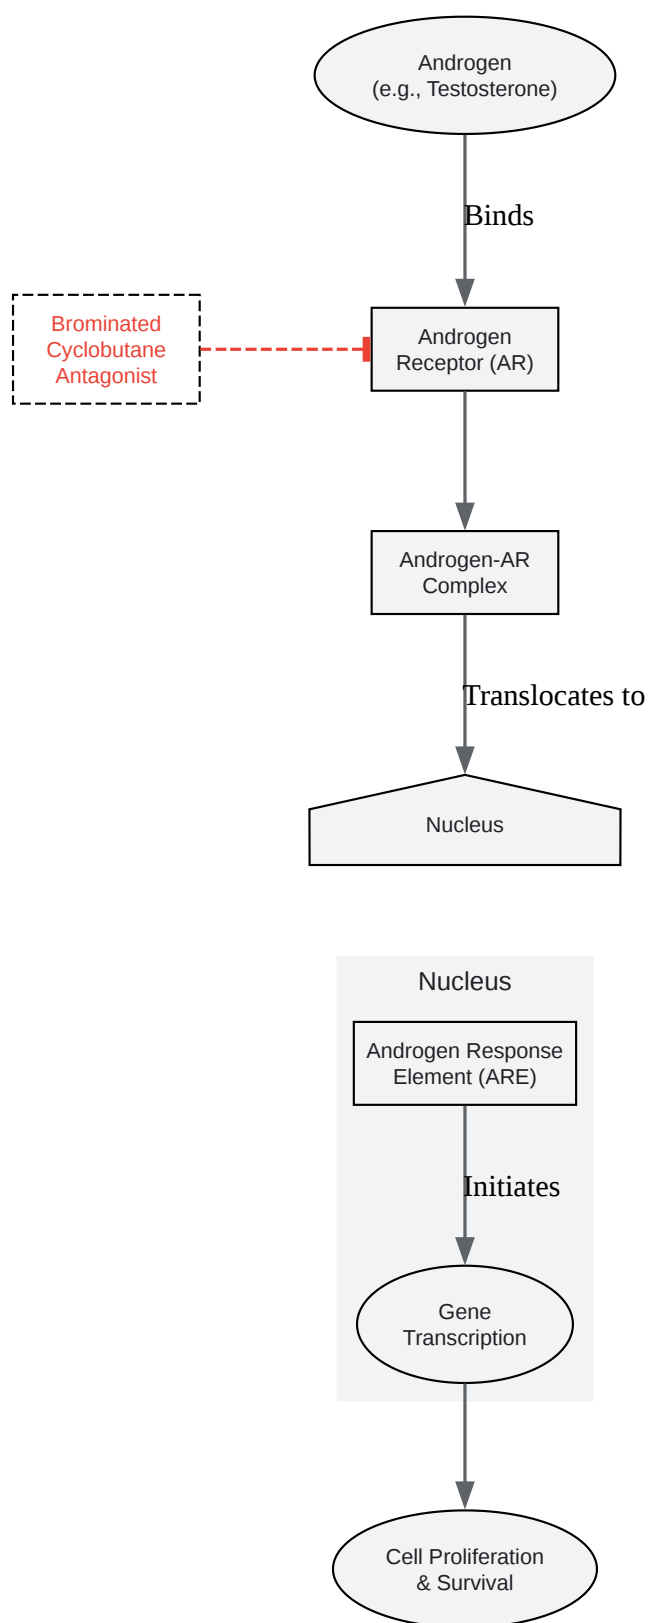 Androgen
(e.g., Testosterone)
Binds
Brominated
Cyclobutane
Antagonist
Androgen
Receptor (AR)
Androgen-AR
Complex
Translocates to
Nucleus
Nucleus
Androgen Response
Element (ARE)
Initiates
Gene
Transcription
Cell Proliferation
& Survival